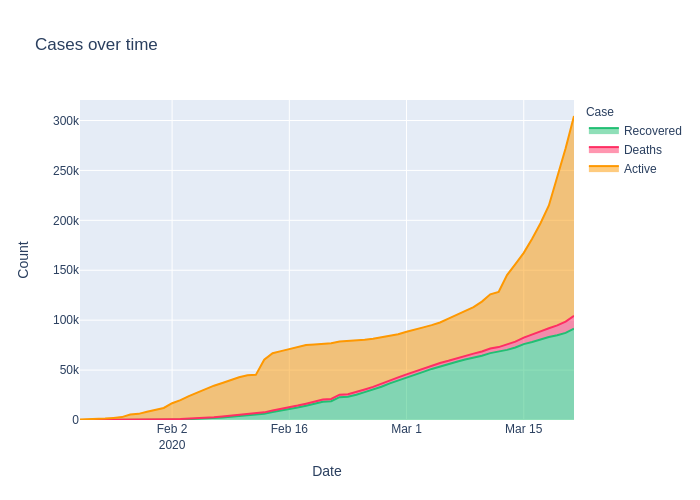 Cases over time
Case
Recovered
Deaths
Active
300k
250k
200k
150k
100k
50k
0
Count
Feb 2
2020
Feb 16
Mar 1
Mar 15
Date